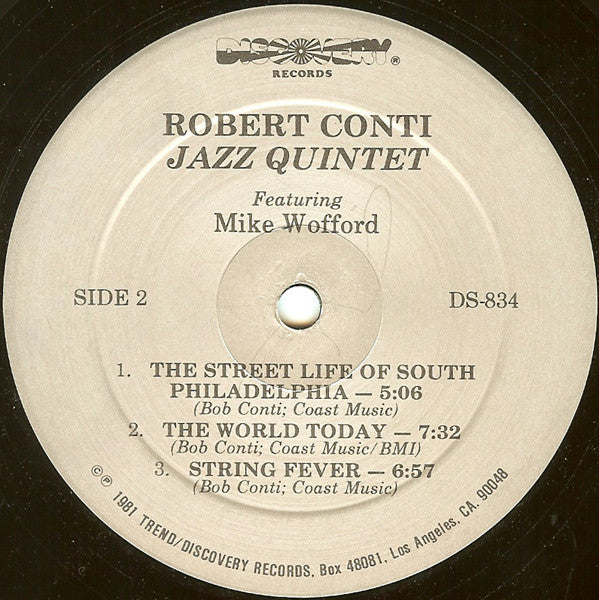 DISCOVERY®
RECORDS
ROBERT CONTI
JAZZ QUINTET
Featuring
Mike Wofford
SIDE 2
DS-834
1. THE STREET LIFE OF SOUTH
PHILADELPHIA — 5:06
(Bob Conti; Coast Music)
2. THE WORLD TODAY — 7:32
(Bob Conti; Coast Music/BMI)
3. STRING FEVER — 6:57
(Bob Conti; Coast Music)
©℗ 1981 TREND/DISCOVERY RECORDS, Box 48081, Los Angeles, CA. 90048